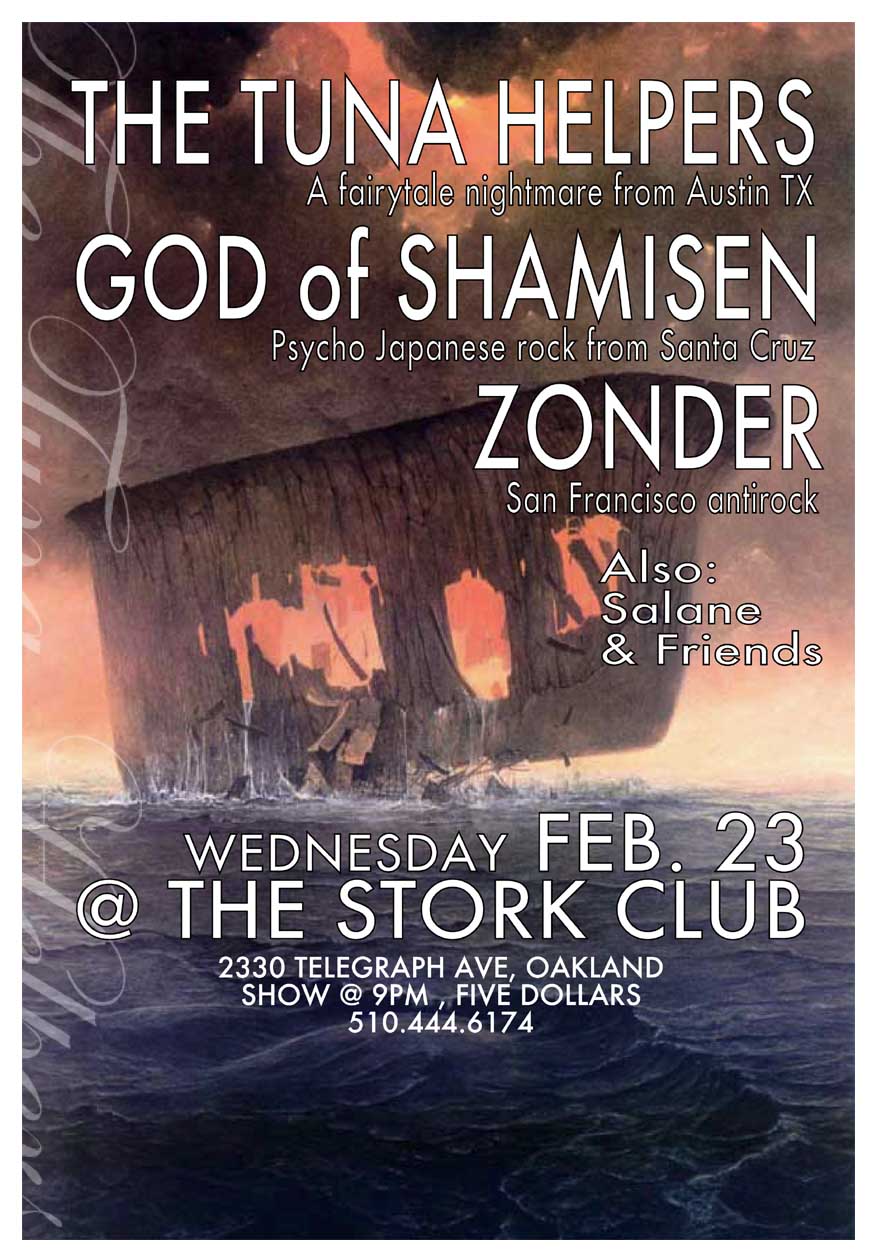 THE TUNA HELPERS
A fairytale nightmare from Austin TX
GOD of SHAMISEN
Psycho Japanese rock from Santa Cruz
ZONDER
San Francisco antirock
Also:
Salane
& Friends
WEDNESDAY FEB. 23
@ THE STORK CLUB
2330 TELEGRAPH AVE, OAKLAND
SHOW @ 9PM , FIVE DOLLARS
510.444.6174